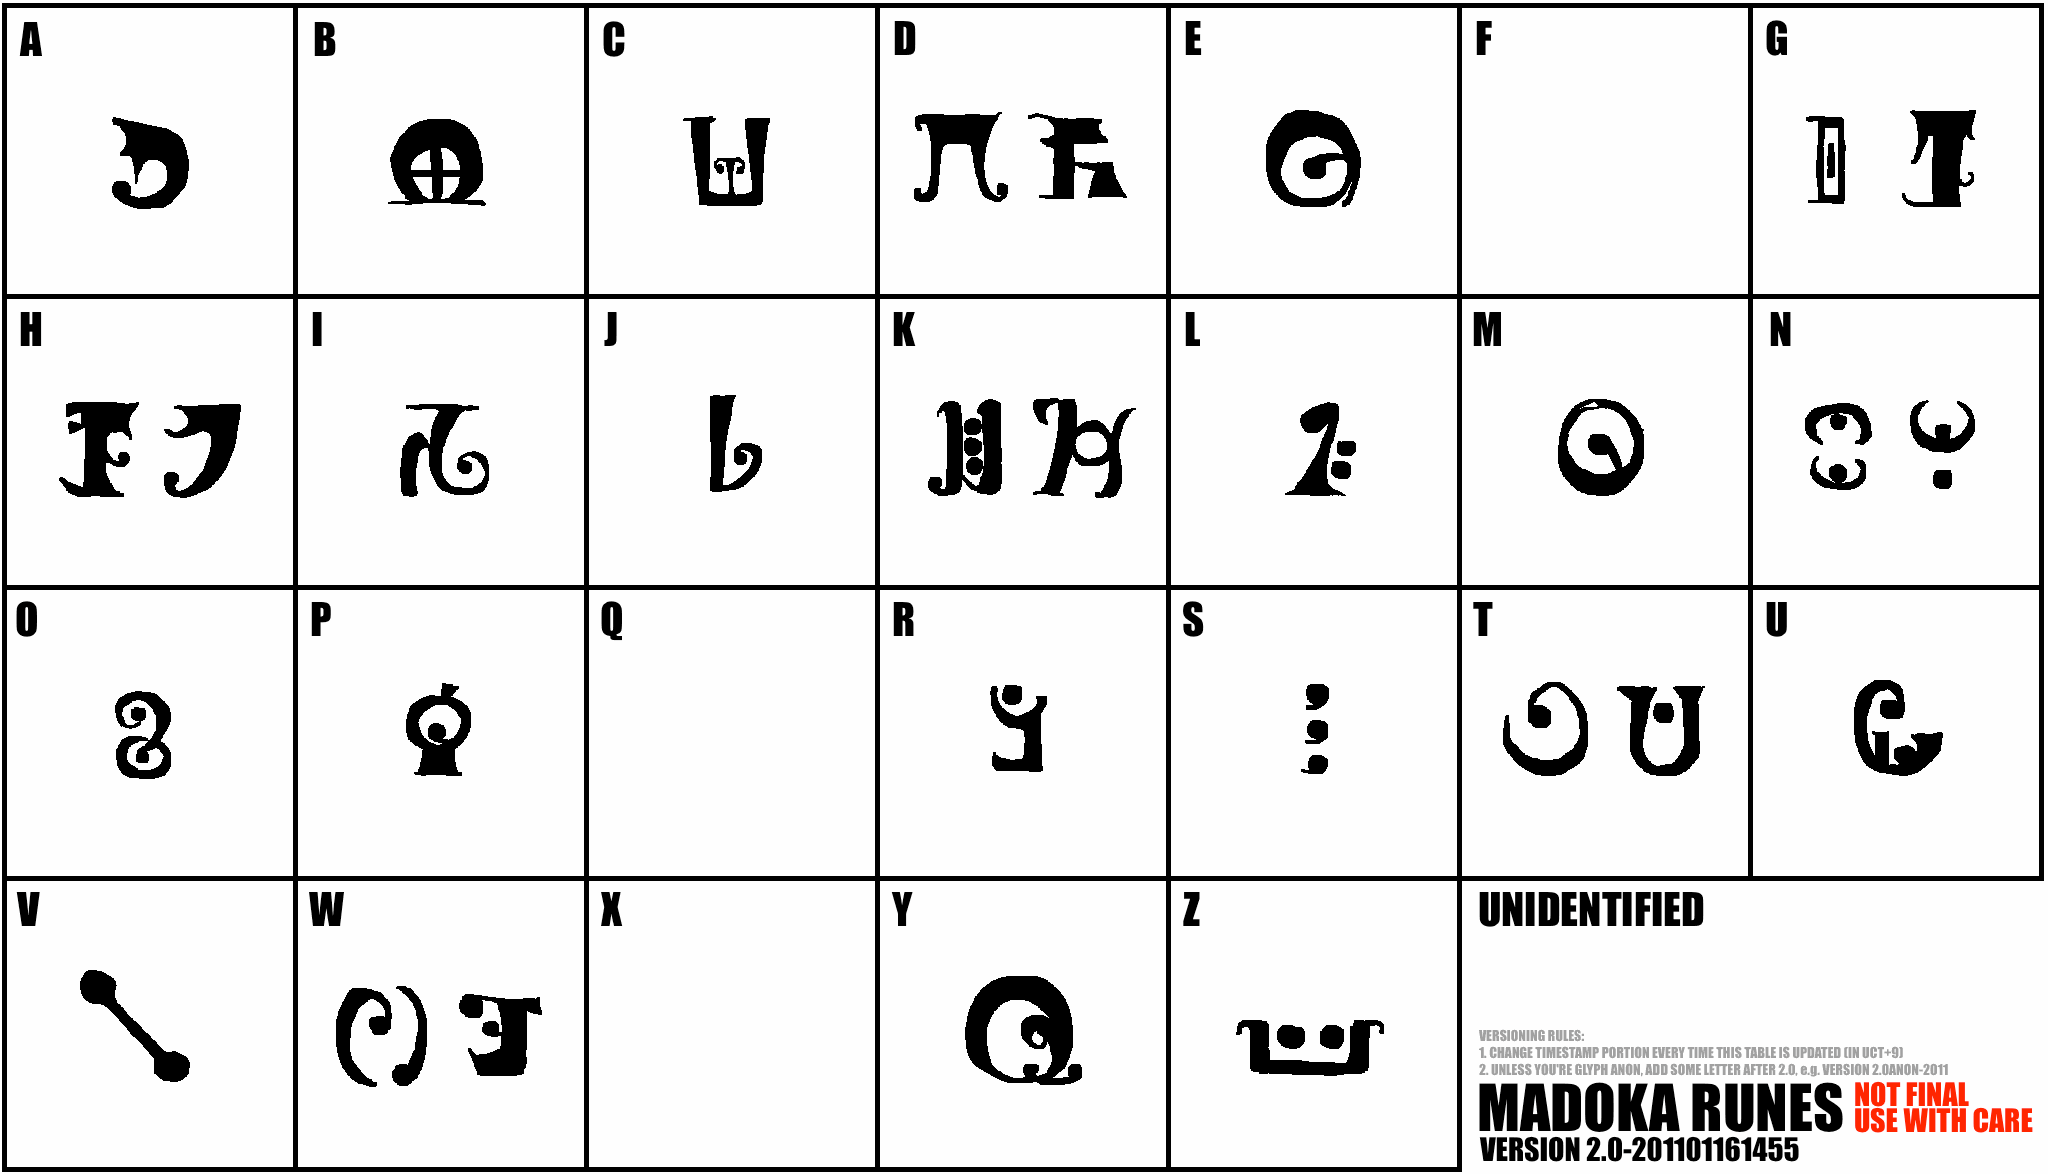 A B C D E F G
H I J K L M N
O P Q R S T U
V W X Y Z UNIDENTIFIED
VERSIONING RULES:
1. CHANGE TIMESTAMP PORTION EVERY TIME THIS TABLE IS UPDATED (IN UCT+9)
2. UNLESS YOU'RE GLYPH ANON, ADD SOME LETTER AFTER 2.0, e.g. VERSION 2.0ANON-2011
MADOKA RUNES NOT FINAL
USE WITH CARE
VERSION 2.0-201101161455